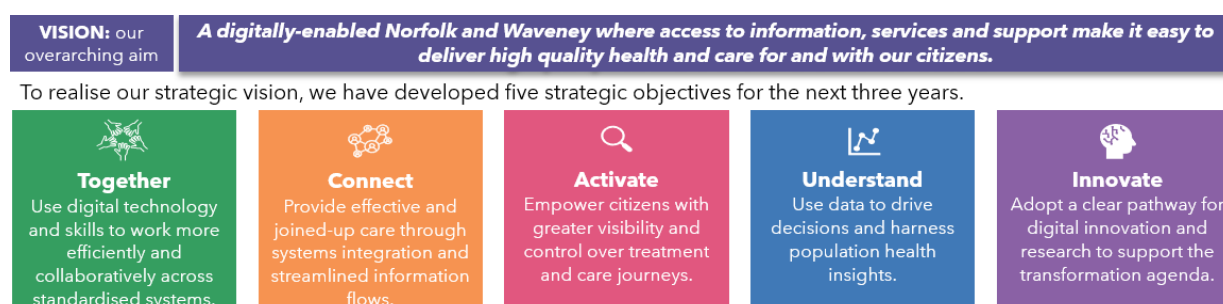 VISION: our
overarching aim
A digitally-enabled Norfolk and Waveney where access to information, services and support make it easy to
deliver high quality health and care for and with our citizens.
To realise our strategic vision, we have developed five strategic objectives for the next three years.
Together
Use digital technology
and skills to work more
efficiently and
collaboratively across
standardised systems.
Connect
Provide effective and
joined-up care through
systems integration and
streamlined information
flows.
Activate
Empower citizens with
greater visibility and
control over treatment
and care journeys.
Understand
Use data to drive
decisions and harness
population health
insights.
Innovate
Adopt a clear pathway for
digital innovation and
research to support the
transformation agenda.